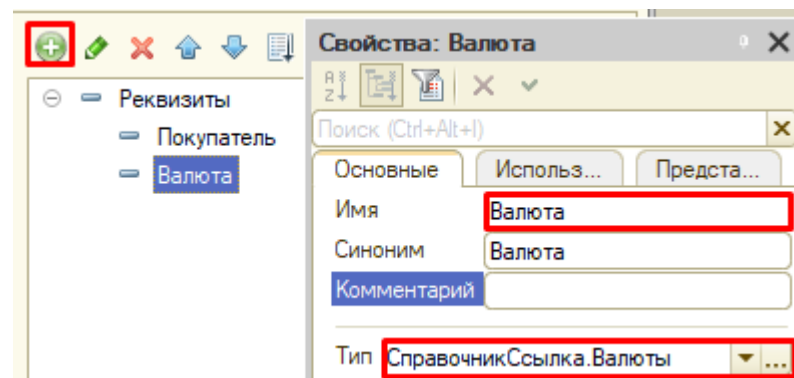 Свойства: Валюта
Реквизиты
Покупатель
Валюта
Поиск (Ctrl+Alt+I)
Основные Использ... Предста...
Имя Валюта
Синоним Валюта
Комментарий
Тип СправочникСсылка.Валюты ...